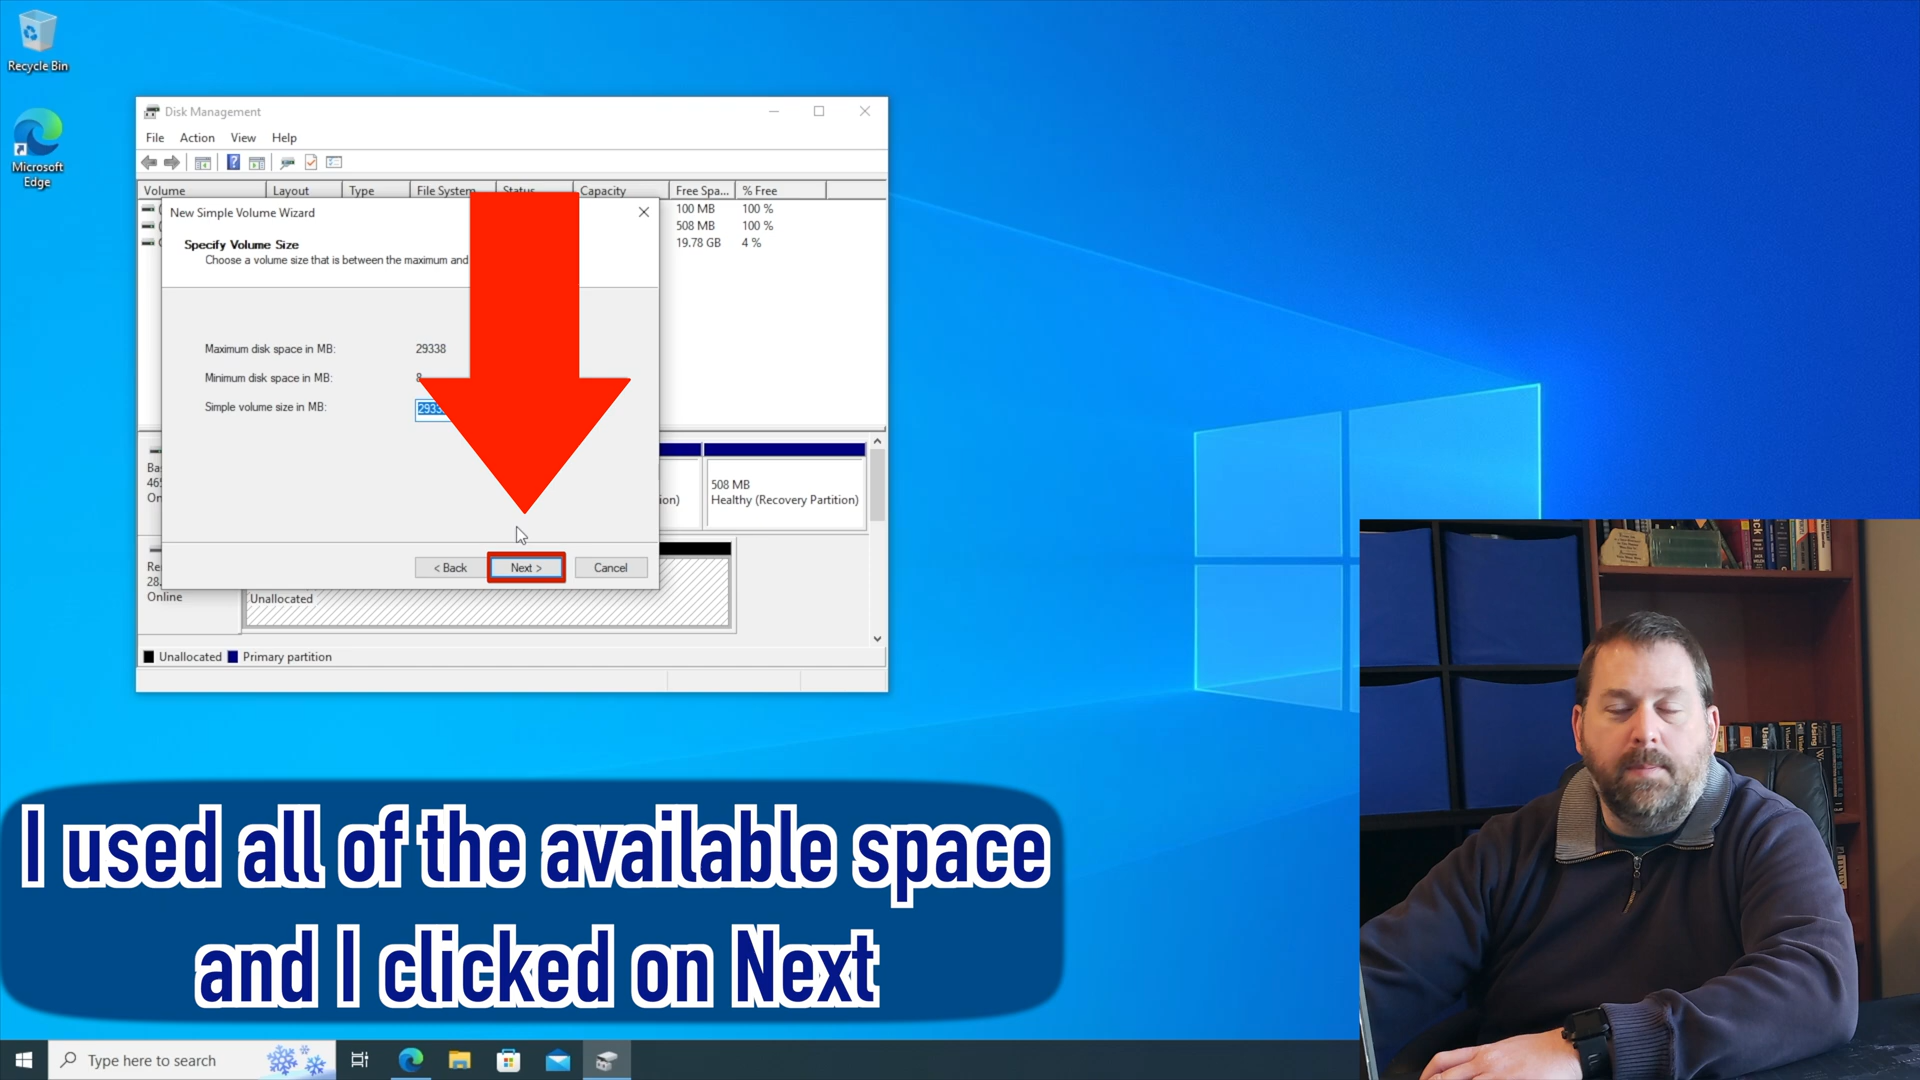 Recycle Bin
Microsoft
Edge
Disk Management
File Action View Help
Volume Layout Type File System Status Capacity Free Spa... % Free
100 MB 100 %
508 MB 100 %
19.78 GB 4 %
New Simple Volume Wizard
Specify Volume Size
Choose a volume size that is between the maximum and
Maximum disk space in MB: 29338
Minimum disk space in MB: 8
Simple volume size in MB: 2933
< Back Next > Cancel
508 MB
Healthy (Recovery Partition)
Online
Unallocated
Unallocated Primary partition
I used all of the available space
and I clicked on Next
Type here to search